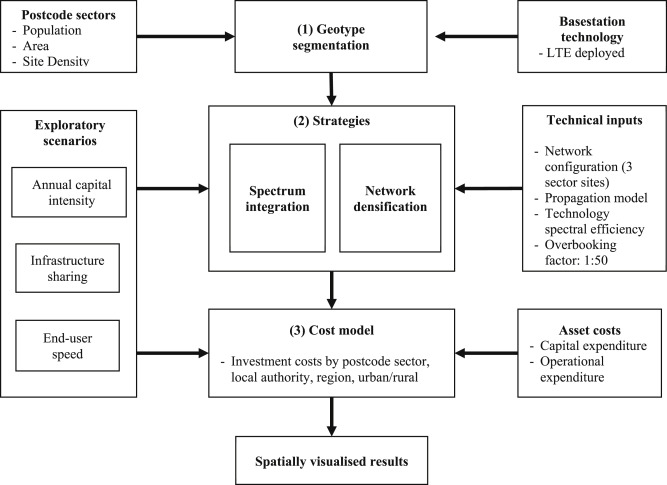 Postcode sectors
- Population
- Area
- Site Density
(1) Geotype
segmentation
Basestation
technology
- LTE deployed
Exploratory
scenarios
Annual capital
intensity
Infrastructure
sharing
End-user
speed
(2) Strategies
Spectrum
integration
Network
densification
Technical inputs
- Network
configuration (3
sector sites)
- Propagation model
- Technology
spectral efficiency
- Overbooking
factor: 1:50
(3) Cost model
- Investment costs by postcode sector,
local authority, region, urban/rural
Asset costs
- Capital expenditure
- Operational
expenditure
Spatially visualised results